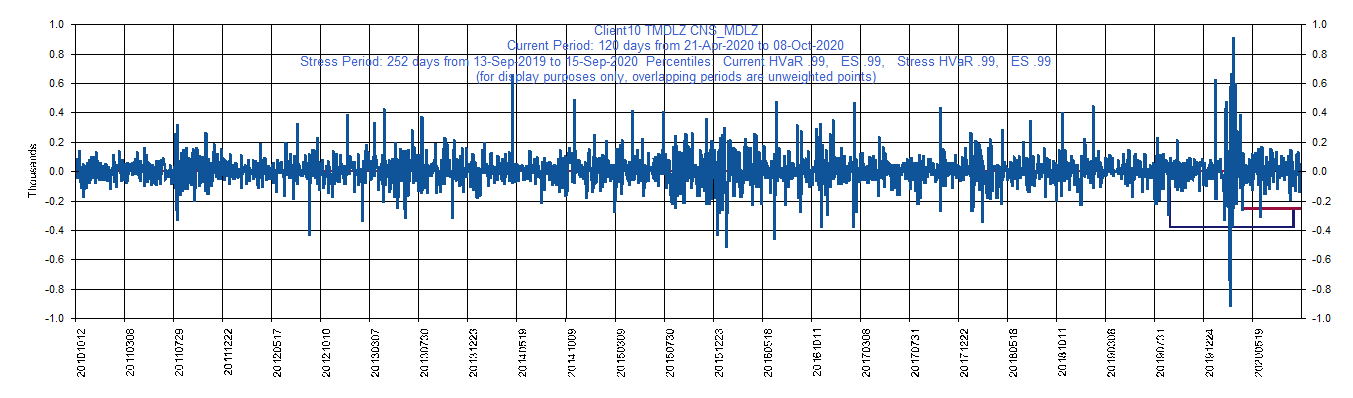 Client10 TMDLZ CNS_MDLZ
Current Period: 120 days from 21-Apr-2020 to 08-Oct-2020
Stress Period: 252 days from 13-Sep-2019 to 15-Sep-2020 Percentiles: Current HVaR .99, ES .99, Stress HVaR .99, ES .99
(for display purposes only, overlapping periods are unweighted points)
1.0 1.0
0.8 0.8
0.6 0.6
0.4 0.4
0.2 0.2
0.0 0.0
-0.2 -0.2
-0.4 -0.4
-0.6 -0.6
-0.8 -0.8
-1.0 -1.0
Thousands
20101012 20110308 20110729 20111222 20120517 20121010 20130307 20130730 20131223 20140519 20141009 20150309 20150730 20151223 20160518 20161011 20170308 20170731 20171222 20180518 20181011 20190308 20190731 20191224 20200519